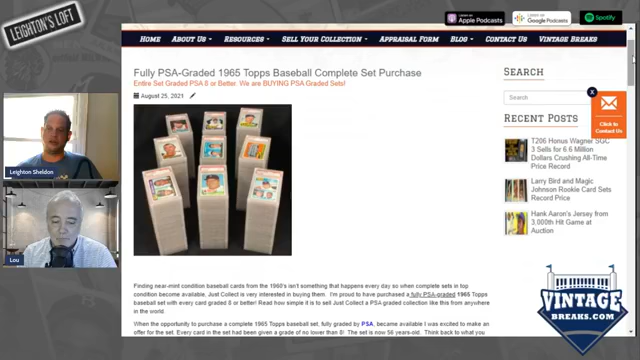 LEIGHTON'S LOFT
Apple Podcasts
Google Podcasts
Spotify
HOME ABOUT US RESOURCES SELL YOUR COLLECTION APPRAISAL FORM BLOG CONTACT US VINTAGE BREAKS
Fully PSA-Graded 1965 Topps Baseball Complete Set Purchase
Entire Set Graded PSA 8 or Better. We are BUYING PSA Graded Sets!
August 25, 2021
SEARCH
Search
X
Click to
Contact Us
RECENT POSTS
T206 Honus Wagner SGC
3 Sells for 6.6 Million
Dollars Crushing All-Time
Price Record
Larry Bird and Magic
Johnson Rookie Card Sets
Record Price
Hank Aaron's Jersey from
3,000th Hit Game at
Auction
Leighton Sheldon
Lou
Finding near-mint condition baseball cards from the 1960's isn't something that happens every day so when complete sets in top
condition become available, Just Collect is very interested in buying them. I'm proud to have purchased a fully PSA-graded 1965 Topps
baseball set with every card graded 8 or better! Read how simple it is to sell Just Collect a PSA graded collection like this from anywhere
in the world.
When the opportunity to purchase a complete 1965 Topps baseball set, fully graded by PSA, became available I was excited to make an
offer for the set. Every card in the set had been given a grade of no lower than 8! The set is now 56 years-old. Think back to what you
VINTAGE
BREAKS.COM